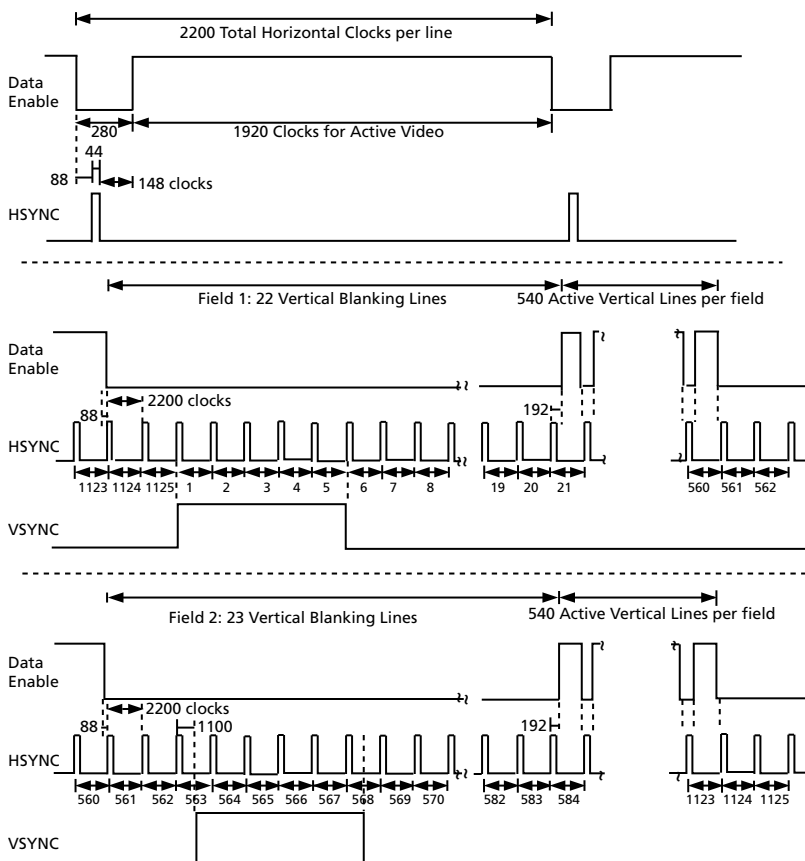 2200 Total Horizontal Clocks per line
Data
Enable
280
1920 Clocks for Active Video
44
88
148 clocks
HSYNC
Field 1: 22 Vertical Blanking Lines
540 Active Vertical Lines per field
Data
Enable
2200 clocks
88
192
HSYNC
1123 1124 1125 1 2 3 4 5 6 7 8 19 20 21 560 561 562
VSYNC
Field 2: 23 Vertical Blanking Lines
540 Active Vertical Lines per field
Data
Enable
2200 clocks
88
1100
192
HSYNC
560 561 562 563 564 565 566 567 568 569 570 582 583 584 1123 1124 1125
VSYNC